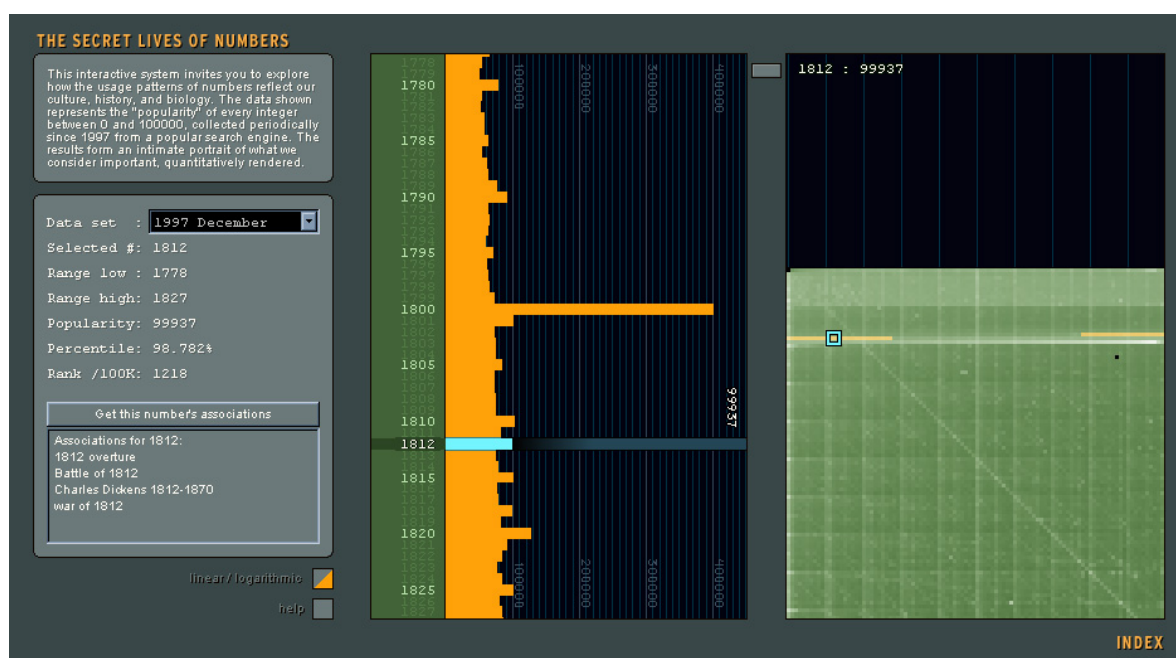 THE SECRET LIVES OF NUMBERS
This interactive system invites you to explore
how the usage patterns of numbers reflect our
culture, history, and biology. The data shown
represents the "popularity" of every integer
between 0 and 100000, collected periodically
since 1997 from a popular search engine. The
results form an intimate portrait of what we
consider important, quantitatively rendered.
Data set : 1997 December
Selected #: 1812
Range low : 1778
Range high: 1827
Popularity: 99937
Percentile: 98.782%
Rank /100K: 1218
Get this number's associations
Associations for 1812:
1812 overture
Battle of 1812
Charles Dickens 1812-1870
war of 1812
linear / logarithmic
help
100000 200000 300000 400000
1778
1780
1785
1790
1795
1800
1805
1810
99937
1812
1815
1820
1825
100000 200000 300000 400000
1812 : 99937
INDEX